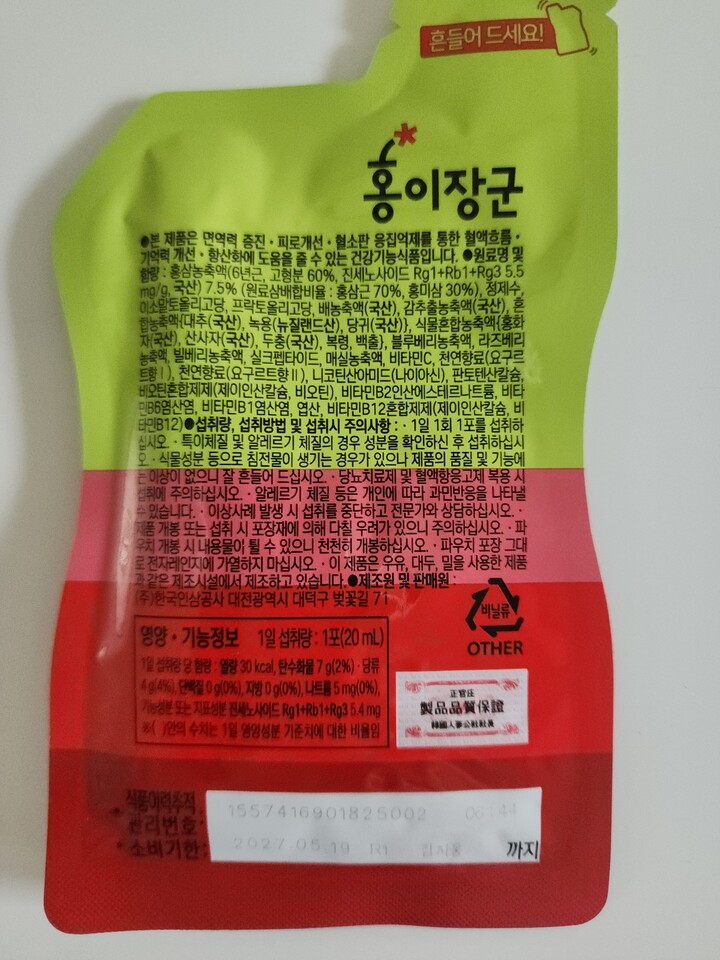 흔들어 드세요!
홍이장군
●본 제품은 면역력 증진・피로개선・혈소판 응집억제를 통한 혈액흐름・
기억력 개선・항산화에 도움을 줄 수 있는 건강기능식품입니다. ●원료명 및
함량 : 홍삼농축액(6년근, 고형분 60%, 진세노사이드 Rg1+Rb1+Rg3 5.5
mg/g, 국산) 7.5% (원료삼배합비율 : 홍삼근 70%, 홍미삼 30%), 정제수,
이소말토올리고당, 프락토올리고당, 배농축액(국산), 감초추출농축액(국산), 혼
합농축액{대추(국산), 녹용(뉴질랜드산), 당귀(국산)}, 식물혼합농축액{홍화
자(국산), 산사자(국산), 두충(국산), 복령, 백출}, 블루베리농축액, 라즈베리
농축액, 빌베리농축액, 실크펩타이드, 매실농축액, 비타민C, 천연향료(요구르
트향Ⅰ), 천연향료(요구르트향Ⅱ), 니코틴산아미드(나이아신), 판토텐산칼슘,
비오틴혼합제제(제이인산칼슘, 비오틴), 비타민B2인산에스테르나트륨, 비타
민B6염산염, 비타민B1염산염, 엽산, 비타민B12혼합제제(제이인산칼슘, 비
타민B12) ●섭취량, 섭취방법 및 섭취시 주의사항 : ・1일 1회 1포를 섭취하
십시오. ・특이체질 및 알레르기 체질의 경우 성분을 확인하신 후 섭취하십시
오. ・식물성분 등으로 침전물이 생기는 경우가 있으나 제품의 품질 및 기능에
는 이상이 없으니 잘 흔들어 드십시오. ・당뇨치료제 및 혈액항응고제 복용 시
섭취에 주의하십시오. ・알레르기 체질 등은 개인에 따라 과민반응을 나타낼
수 있습니다. ・이상사례 발생 시 섭취를 중단하고 전문가와 상담하십시오. ・
제품 개봉 또는 섭취 시 포장재에 의해 다칠 우려가 있으니 주의하십시오. ・파
우치 개봉 시 내용물이 튈 수 있으니 천천히 개봉하십시오. ・파우치 포장 그대
로 전자레인지에 가열하지 마십시오. ・이 제품은 우유, 대두, 밀을 사용한 제품
과 같은 제조시설에서 제조하고 있습니다. ●제조원 및 판매원 :
(주)한국인삼공사 대전광역시 대덕구 벚꽃길 71
비닐류
OTHER
영양・기능정보 1일 섭취량 : 1포(20 mL)
1일 섭취량 당 함량 : 열량 30 kcal, 탄수화물 7 g(2%)・당류
4 g(4%), 단백질 0 g(0%), 지방 0 g(0%), 나트륨 5 mg(0%),
기능성분 또는 지표성분 진세노사이드 Rg1+Rb1+Rg3 5.4 mg
※( )안의 수치는 1일 영양성분 기준치에 대한 비율임
正官庄
製品品質保證
韓國人蔘公社社長
・식품이력추적
관리번호:
1557416901825002 06:44
・소비기한:
2027.05.19 R1 까지